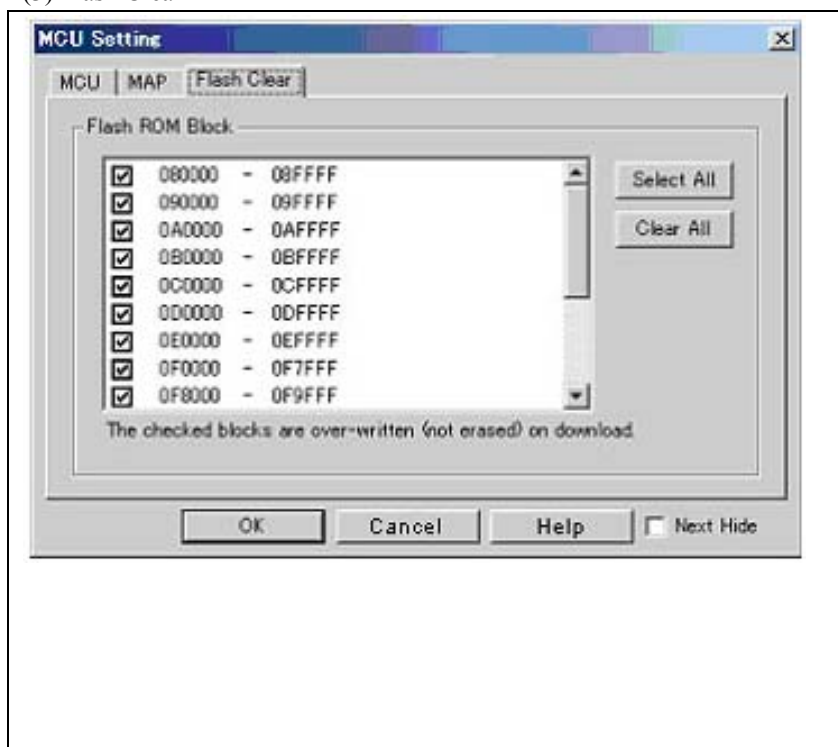 MCU Setting
MCU MAP Flash Clear
Flash ROM Block
080000 - 08FFFF
090000 - 09FFFF
0A0000 - 0AFFFF
0B0000 - 0BFFFF
0C0000 - 0CFFFF
0D0000 - 0DFFFF
0E0000 - 0EFFFF
0F0000 - 0F7FFF
0F8000 - 0F9FFF
Select All
Clear All
The checked blocks are over-written (not erased) on download.
OK Cancel Help Next Hide